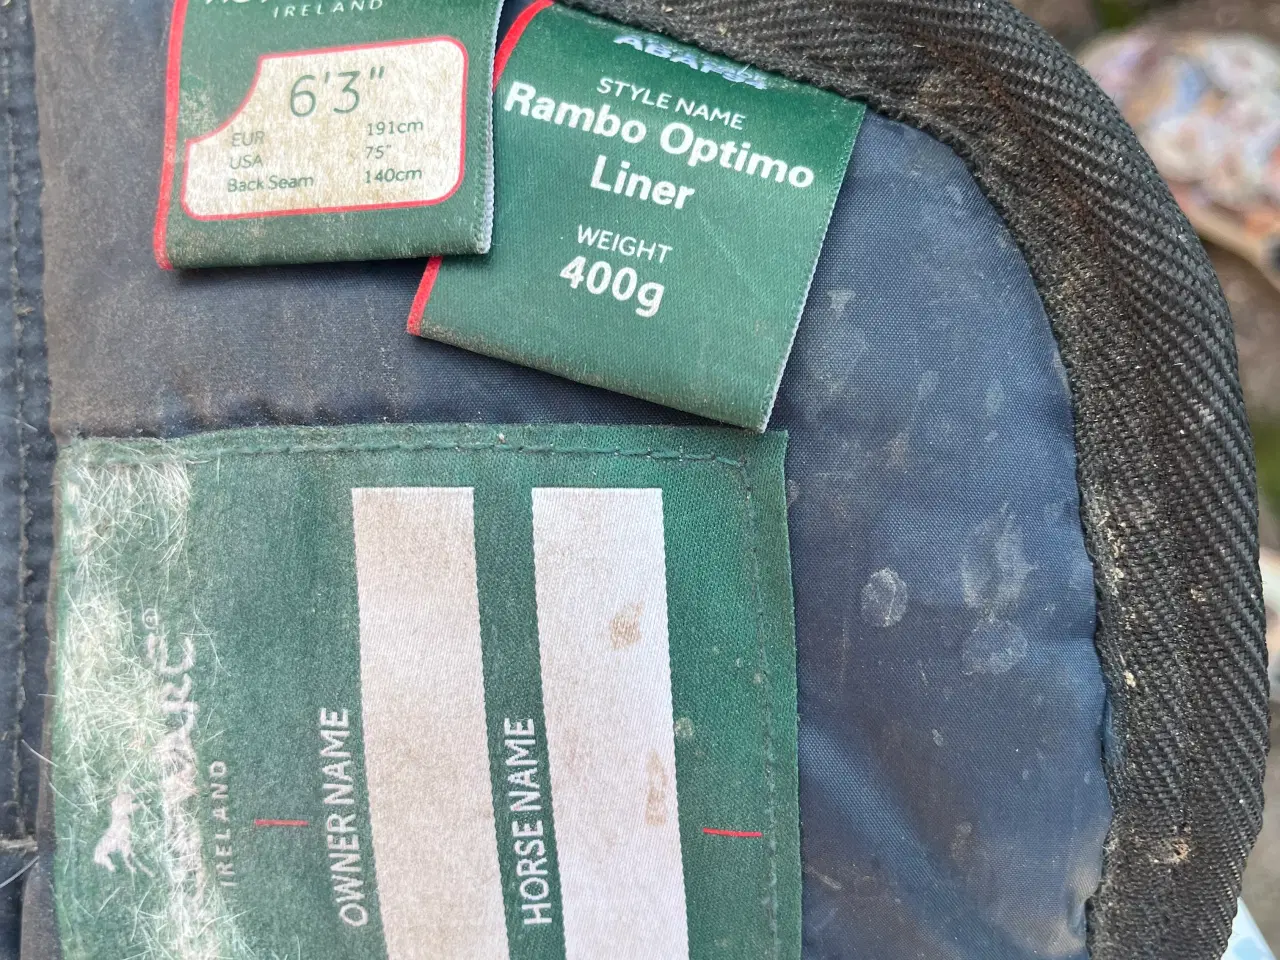 IRELAND
6'3"
EUR 191cm
USA 75"
Back Seam 140cm
STYLE NAME
Rambo Optimo
Liner
WEIGHT
400g
IRELAND
OWNER NAME
HORSE NAME